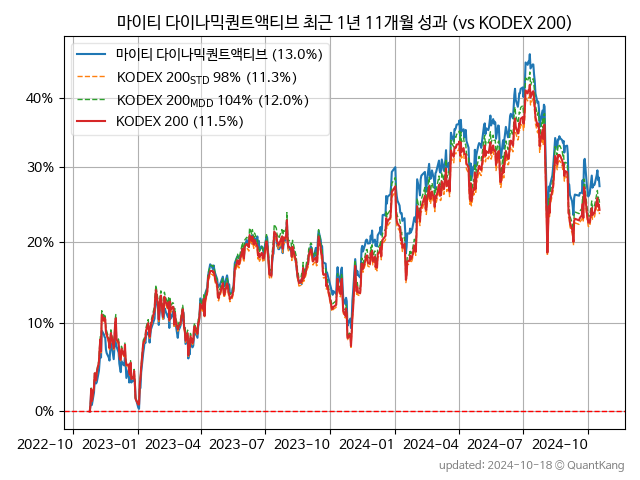 마이티 다이나믹퀀트액티브 최근 1년 11개월 성과 (vs KODEX 200)
마이티 다이나믹퀀트액티브 (13.0%)
KODEX 200STD 98% (11.3%)
KODEX 200MDD 104% (12.0%)
KODEX 200 (11.5%)
40%
30%
20%
10%
0%
2022-10 2023-01 2023-04 2023-07 2023-10 2024-01 2024-04 2024-07 2024-10
updated: 2024-10-18 © QuantKang